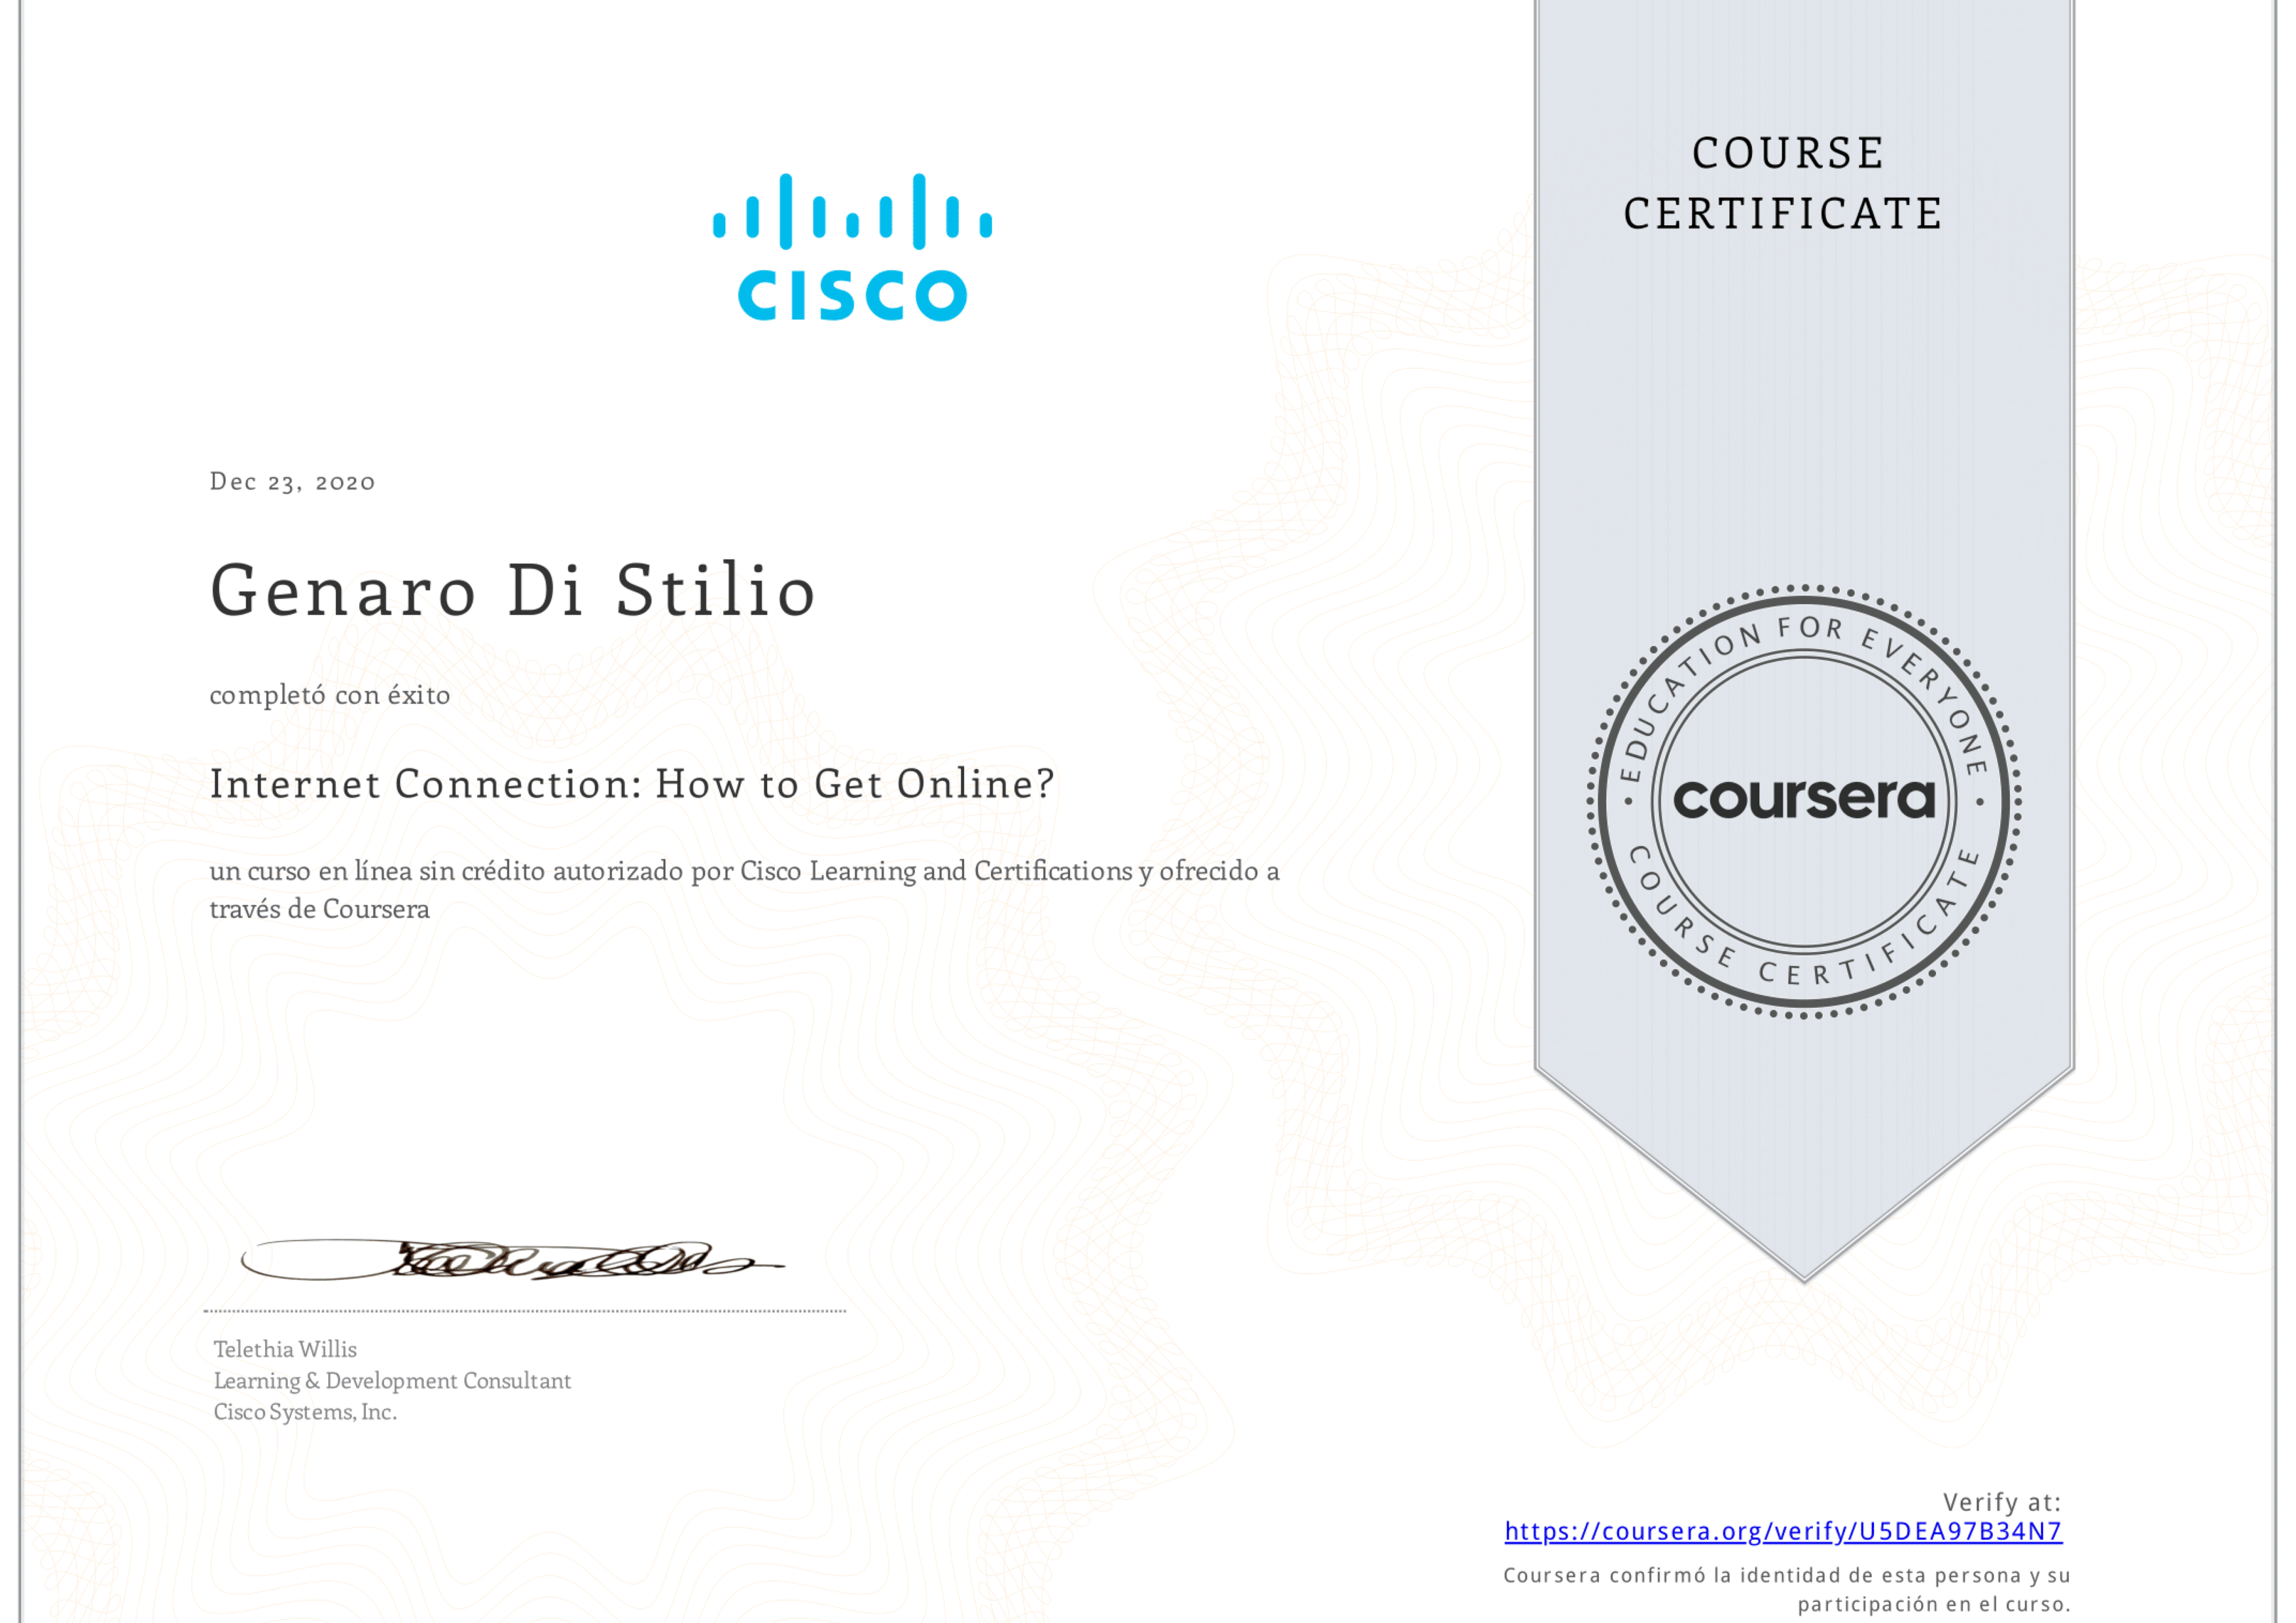 CISCO
COURSE
CERTIFICATE
Dec 23, 2020
Genaro Di Stilio
completó con éxito
Internet Connection: How to Get Online?
un curso en línea sin crédito autorizado por Cisco Learning and Certifications y ofrecido a
través de Coursera
EDUCATION FOR EVERYONE
coursera
COURSE CERTIFICATE
Telethia Willis
Learning & Development Consultant
Cisco Systems, Inc.
Verify at:
https://coursera.org/verify/U5DEA97B34N7
Coursera confirmó la identidad de esta persona y su
participación en el curso.